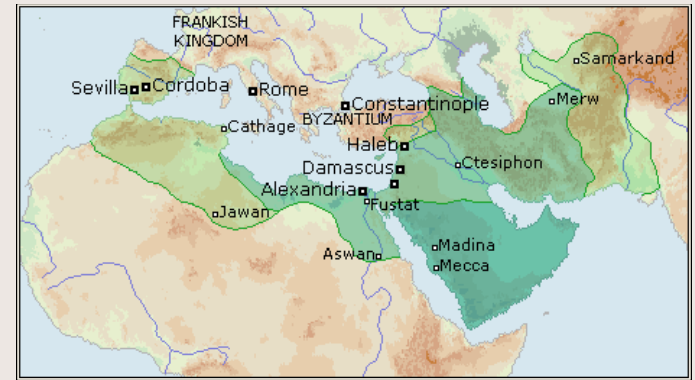 FRANKISH
KINGDOM
Samarkand
Sevilla
Cordoba
Rome
Merw
Constantinople
BYZANTIUM
Cathage
Haleb
Ctesiphon
Damascus
Alexandria
Fustat
Jawan
Madina
Aswan
Mecca